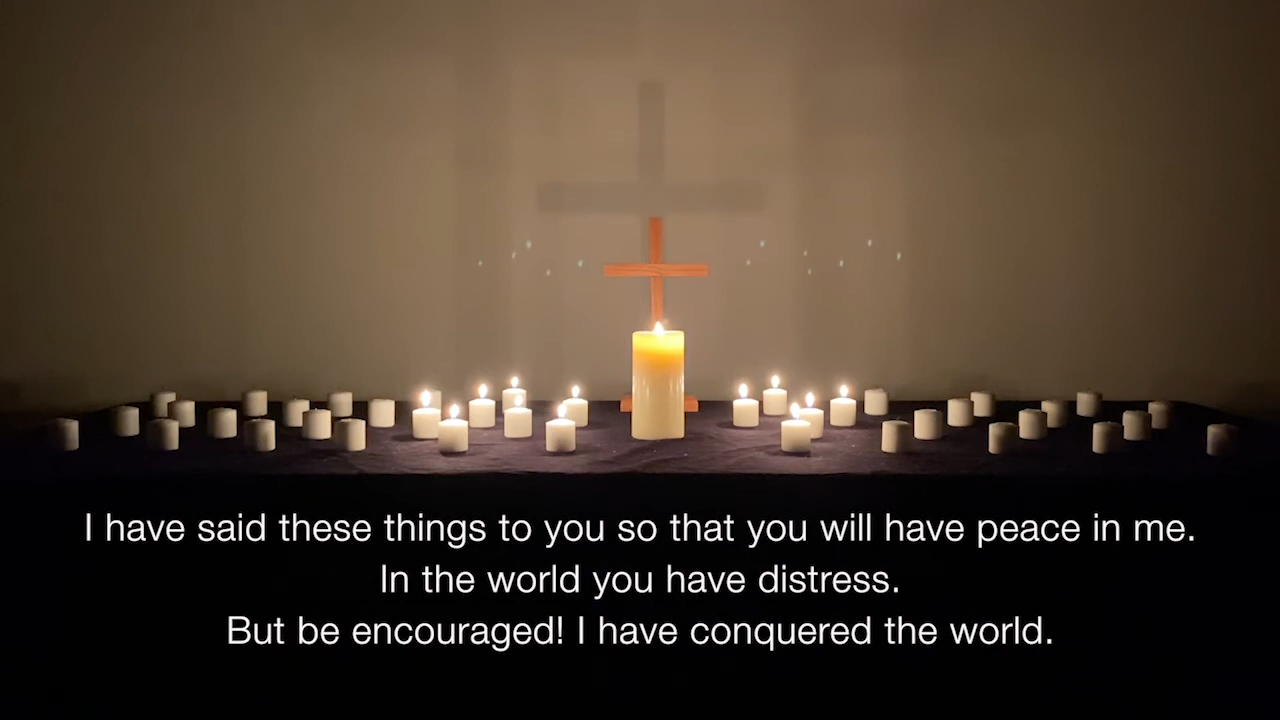 I have said these things to you so that you will have peace in me.
In the world you have distress.
But be encouraged! I have conquered the world.